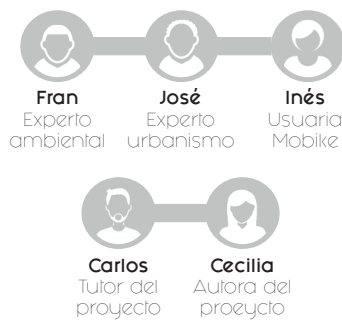 Fran José Inés
Experto Experto Usuaria
ambiental urbanismo Mobike
Carlos Cecilia
Tutor del Autora del
proyecto proeycto